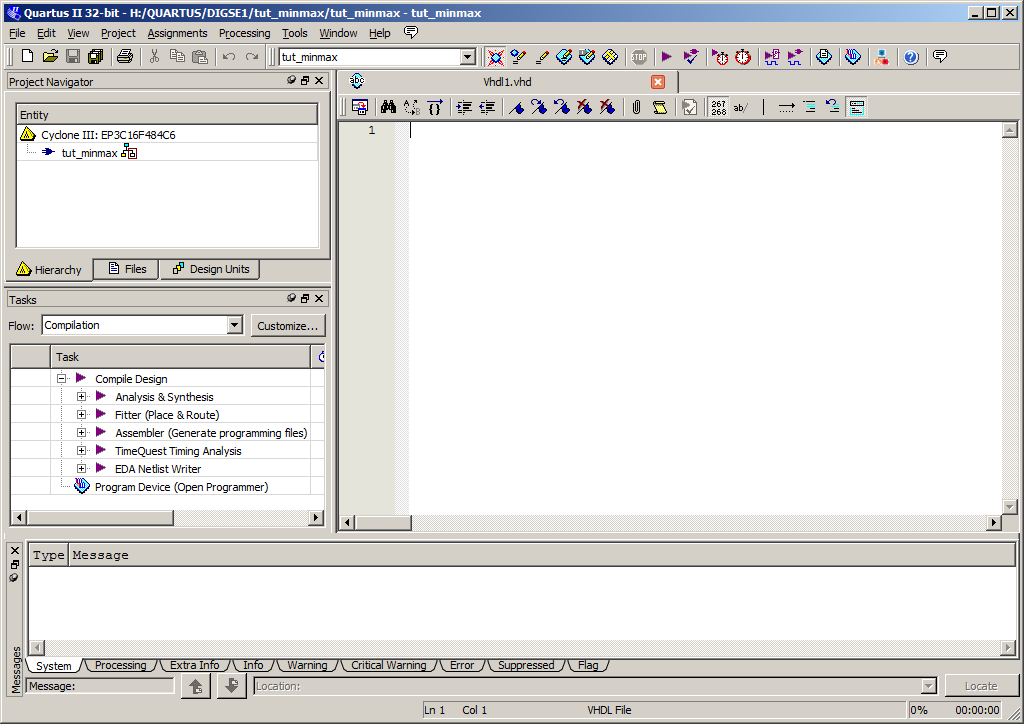 Quartus II 32-bit - H:/QUARTUS/DIGSE1/tut_minmax/tut_minmax - tut_minmax
File Edit View Project Assignments Processing Tools Window Help
tut_minmax
STOP
Project Navigator
Entity
Cyclone III: EP3C16F484C6
tut_minmax
Hierarchy Files Design Units
Tasks
Flow: Compilation Customize...
Task
Compile Design
Analysis & Synthesis
Fitter (Place & Route)
Assembler (Generate programming files)
TimeQuest Timing Analysis
EDA Netlist Writer
Program Device (Open Programmer)
abc Vhdl1.vhd
267
268 ab/
1
Type Message
System Processing Extra Info Info Warning Critical Warning Error Suppressed Flag
Messages
Message: Location: Locate
Ln 1 Col 1 VHDL File 0% 00:00:00